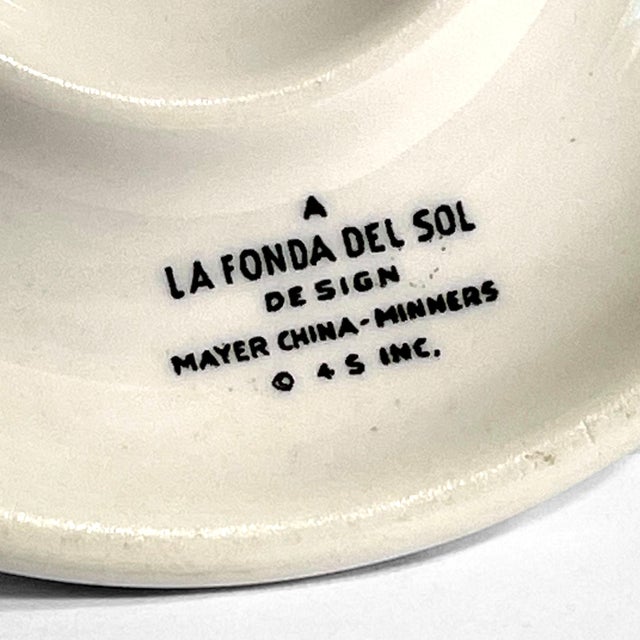 A
LA FONDA DEL SOL
DESIGN
MAYER CHINA-MINNERS
© 4 S INC.